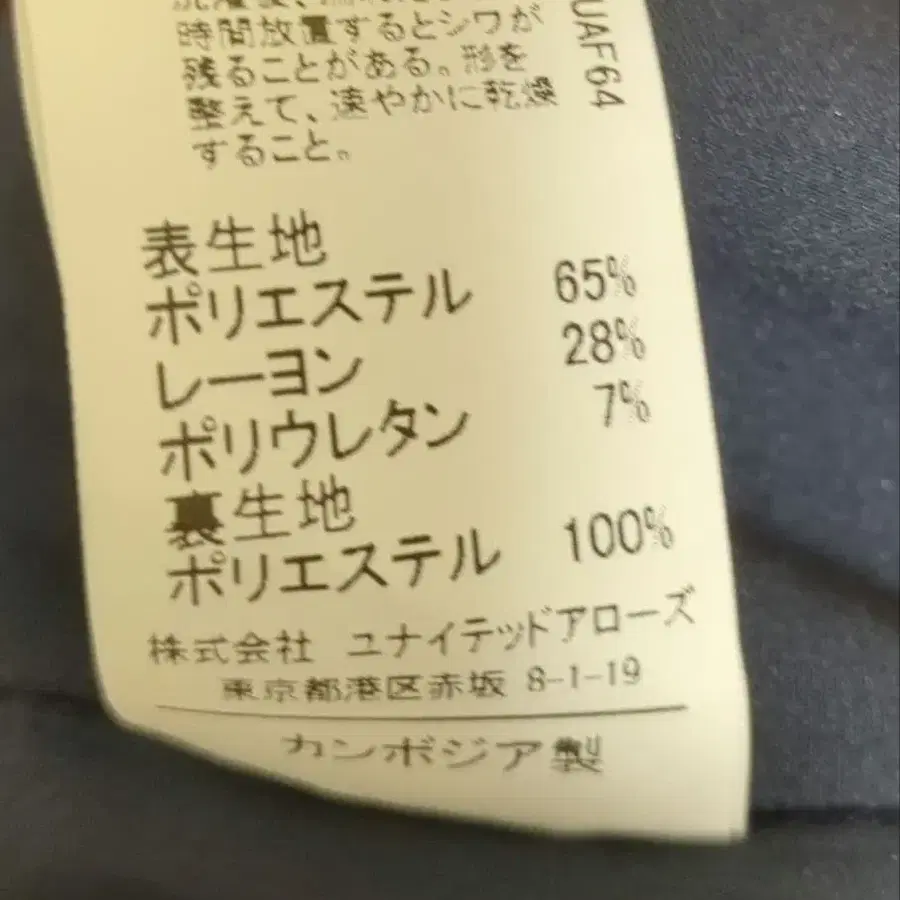 時間放置するとシワが
残ることがある。形を
整えて、速やかに乾燥
すること。
UAF64
表生地
ポリエステル 65%
レーヨン 28%
ポリウレタン 7%
裏生地
ポリエステル 100%
株式会社 ユナイテッドアローズ
東京都港区赤坂 8-1-19
カンボジア製